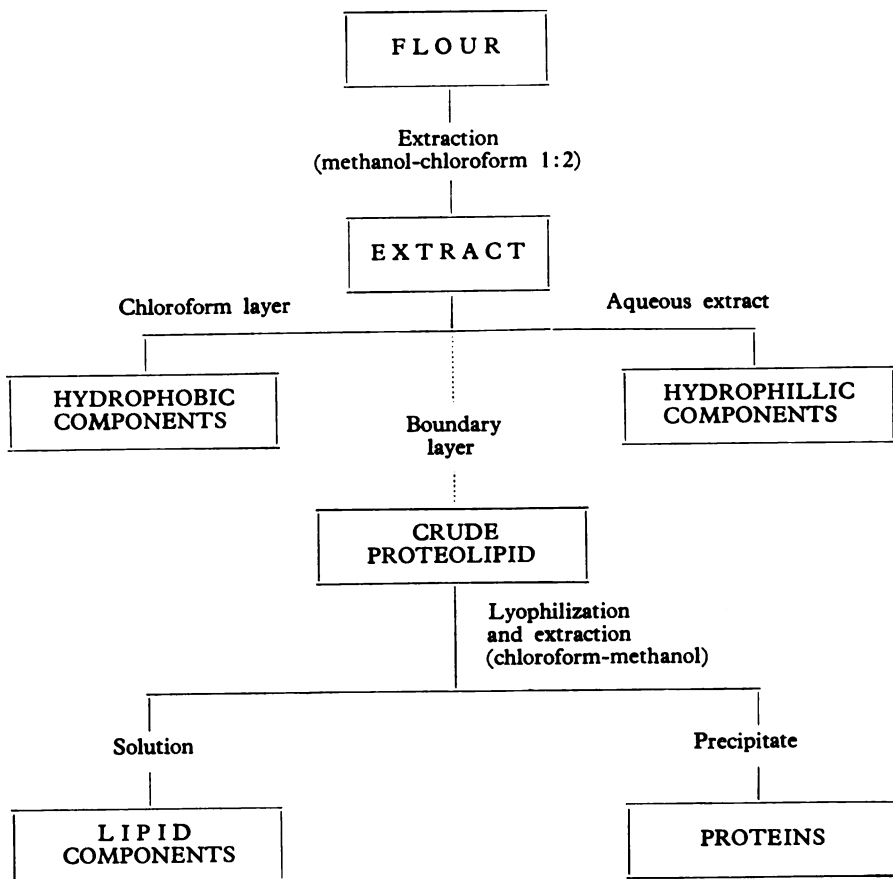 FLOUR
Extraction
(methanol-chloroform 1:2)
EXTRACT
Chloroform layer
Aqueous extract
HYDROPHOBIC
COMPONENTS
HYDROPHILLIC
COMPONENTS
Boundary
layer
CRUDE
PROTEOLIPID
Lyophilization
and extraction
(chloroform-methanol)
Solution
Precipitate
LIPID
COMPONENTS
PROTEINS